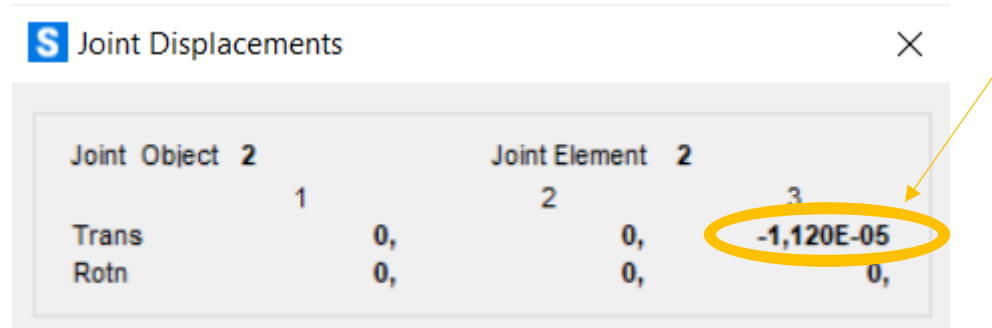 S Joint Displacements
Joint Object 2 Joint Element 2
1 2 3
Trans 0, 0, -1,120E-05
Rotn 0, 0, 0,